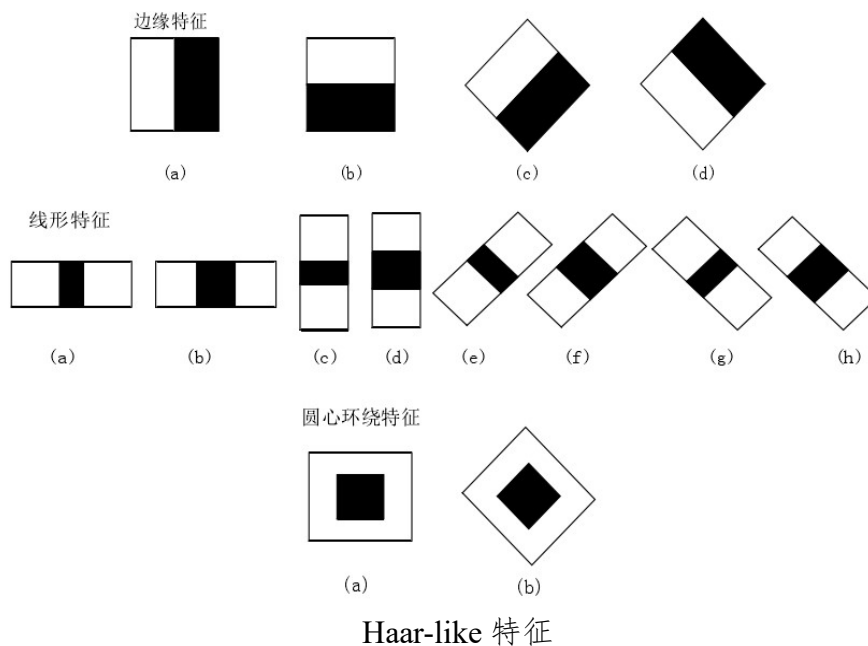 边缘特征
(a) (b) (c) (d)
线形特征
(a) (b) (c) (d) (e) (f) (g) (h)
圆心环绕特征
(a) (b)
Haar-like 特征